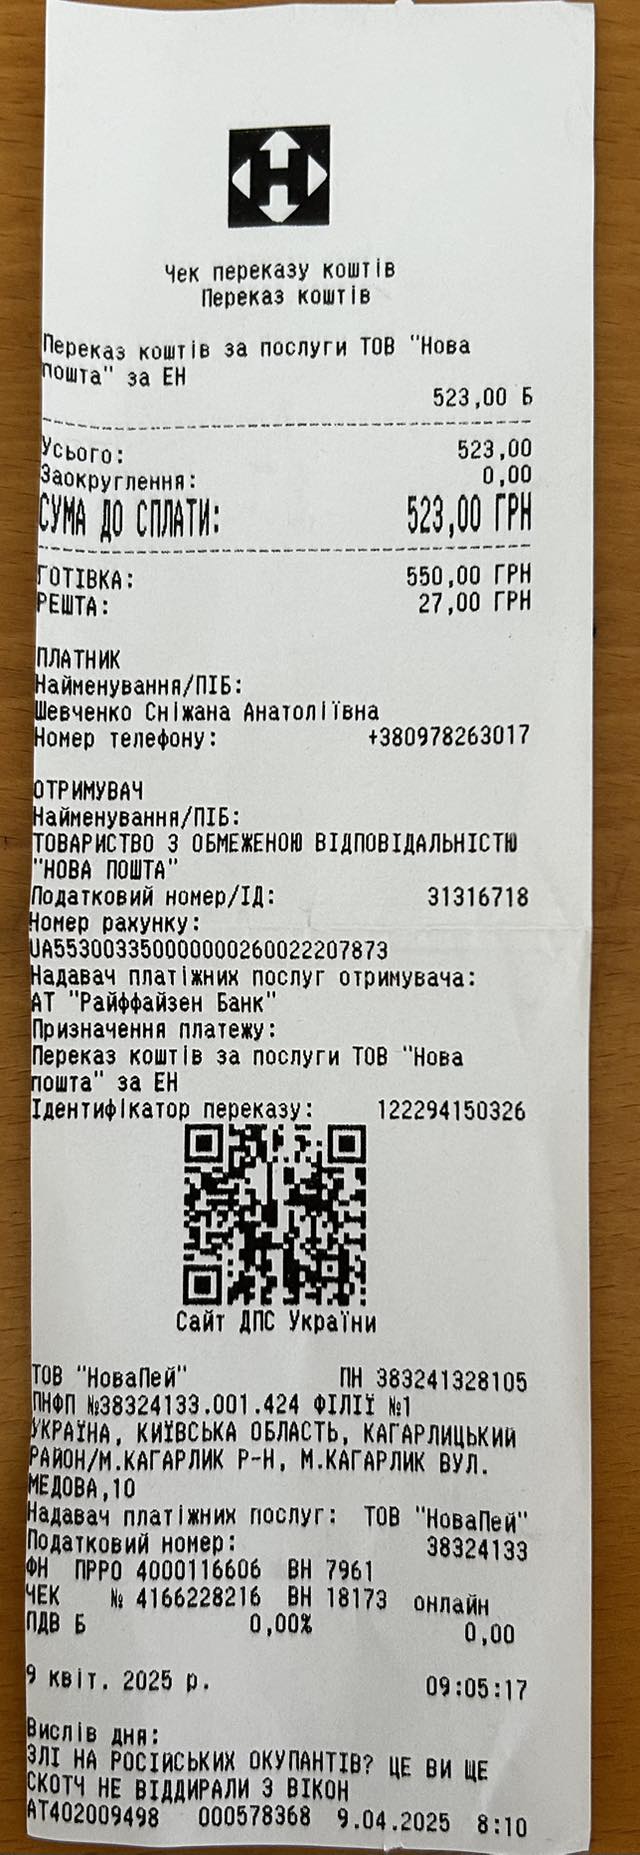 Чек переказу коштів
Переказ коштів
Переказ коштів за послуги ТОВ "Нова
пошта" за ЕН
523,00 Б
Усього: 523,00
Заокруглення: 0,00
СУМА ДО СПЛАТИ: 523,00 ГРН
ГОТІВКА: 550,00 ГРН
РЕШТА: 27,00 ГРН
ПЛАТНИК
Найменування/ПІБ:
Шевченко Сніжана Анатоліївна
Номер телефону: +380978263017
ОТРИМУВАЧ
Найменування/ПІБ:
ТОВАРИСТВО З ОБМЕЖЕНОЮ ВІДПОВІДАЛЬНІСТЮ
"НОВА ПОШТА"
Податковий номер/ІД: 31316718
Номер рахунку:
UA553003350000000260022207873
Надавач платіжних послуг отримувача:
АТ "Райффайзен Банк"
Призначення платежу:
Переказ коштів за послуги ТОВ "Нова
пошта" за ЕН
Ідентифікатор переказу: 122294150326
Сайт ДПС України
ТОВ "НоваПей" ПН 383241328105
ПНФП №38324133.001.424 ФІЛІЇ №1
УКРАЇНА, КИЇВСЬКА ОБЛАСТЬ, КАГАРЛИЦЬКИЙ
РАЙОН/М.КАГАРЛИК Р-Н, М.КАГАРЛИК ВУЛ.
МЕДОВА,10
Надавач платіжних послуг: ТОВ "НоваПей"
Податковий номер: 38324133
ФН ПРРО 4000116606 ВН 7961
ЧЕК № 4166228216 ВН 18173 онлайн
ПДВ Б 0,00% 0,00
9 квіт. 2025 р. 09:05:17
Вислів дня:
ЗЛІ НА РОСІЙСЬКИХ ОКУПАНТІВ? ЦЕ ВИ ЩЕ
СКОТЧ НЕ ВІДДИРАЛИ З ВІКОН
АТ402009498 000578368 9.04.2025 8:10